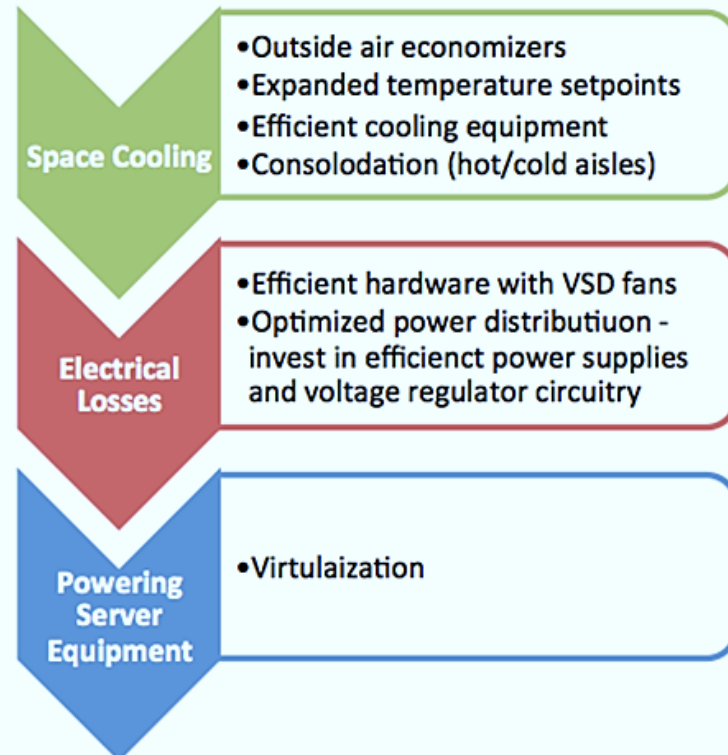 Space Cooling
•Outside air economizers
•Expanded temperature setpoints
•Efficient cooling equipment
•Consolodation (hot/cold aisles)
Electrical
Losses
•Efficient hardware with VSD fans
•Optimized power distributiuon -
invest in efficienct power supplies
and voltage regulator circuitry
Powering
Server
Equipment
•Virtulaization